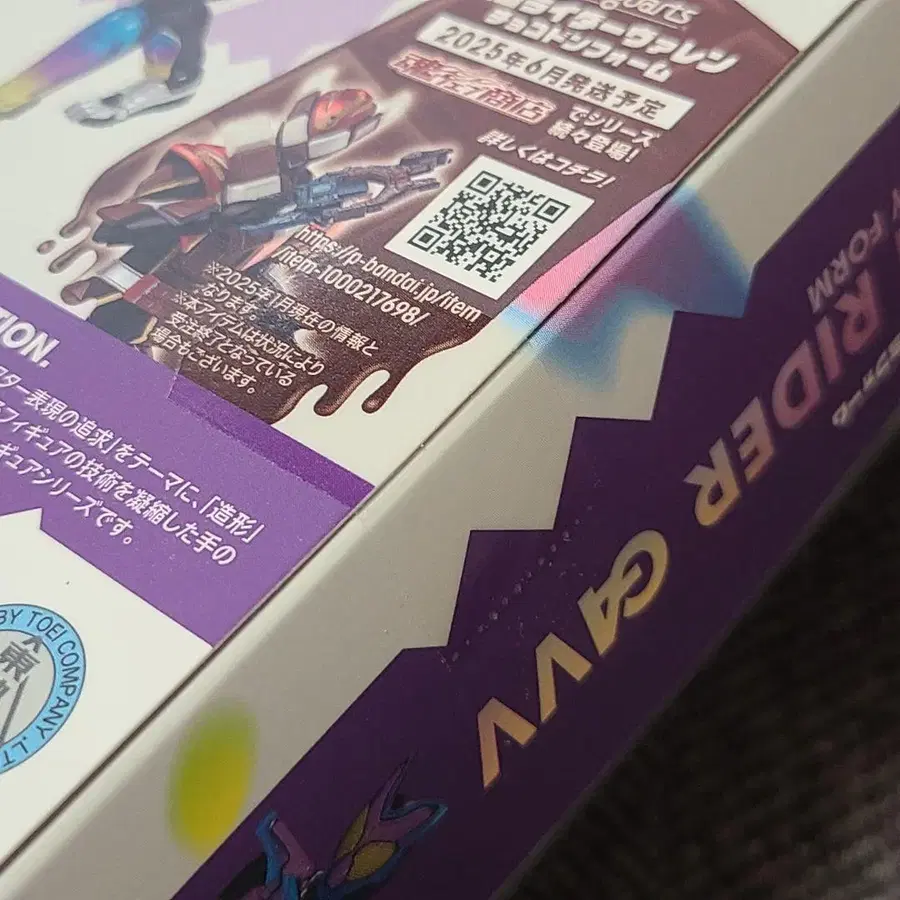 uarts
ライダーヴァレン
チョコドンフォーム
2025年6月発送予定
魂ウェブ商店
でシリーズ
続々登場!
詳しくはコチラ!
https://p-bandai.jp/item
/item-1000217698/
※2025年1月現在の情報と
なります。
※本アイテムは状況により
受注終了となっている
場合もございます。
TION.
スター表現の追求」をテーマに、「造形」
フィギュアの技術を凝縮した手の
ギュアシリーズです。
BY TOEI COMPANY, LT
東
Y FORM
RIDER GAVV